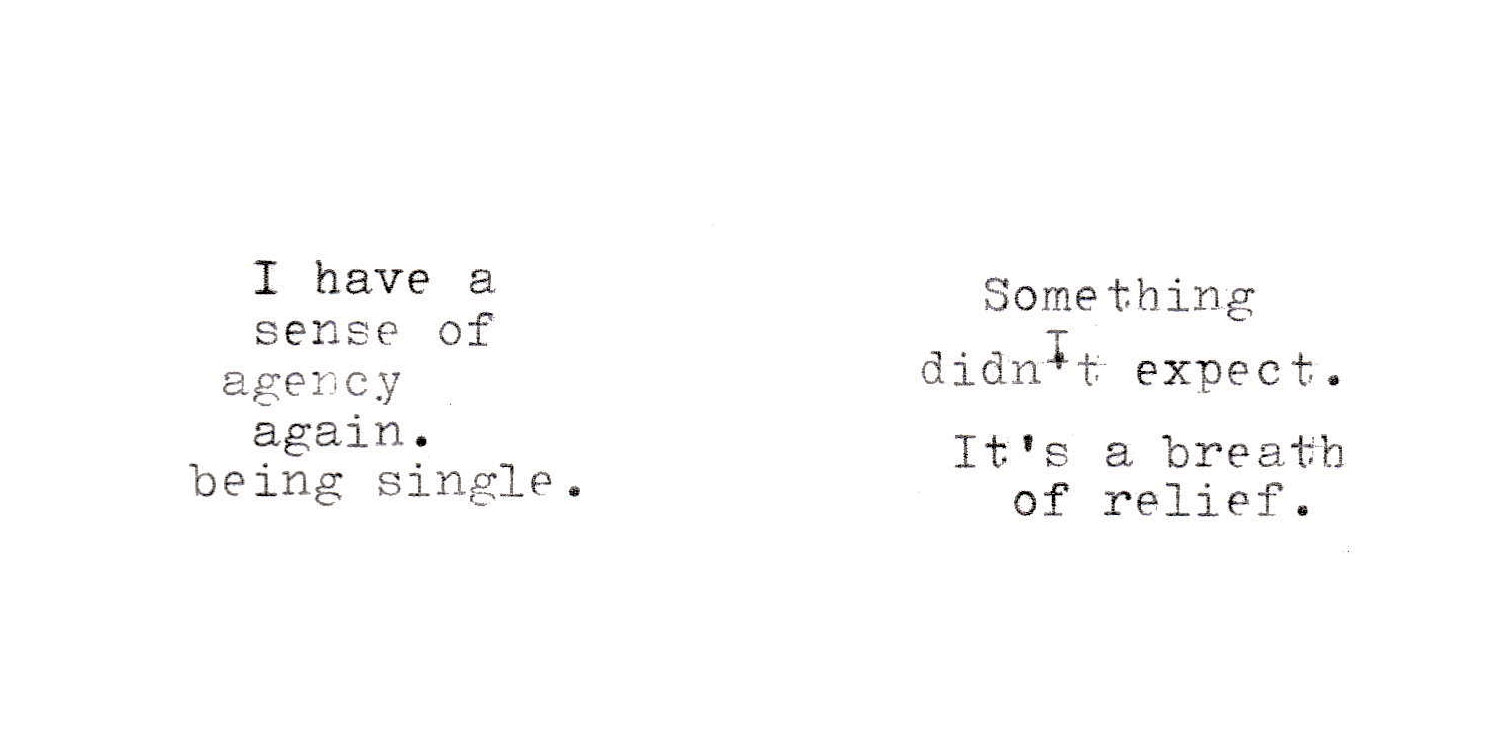 I have a
sense of
agency
again.
being single.
Something
I
didn't expect.
It's a breath
of relief.